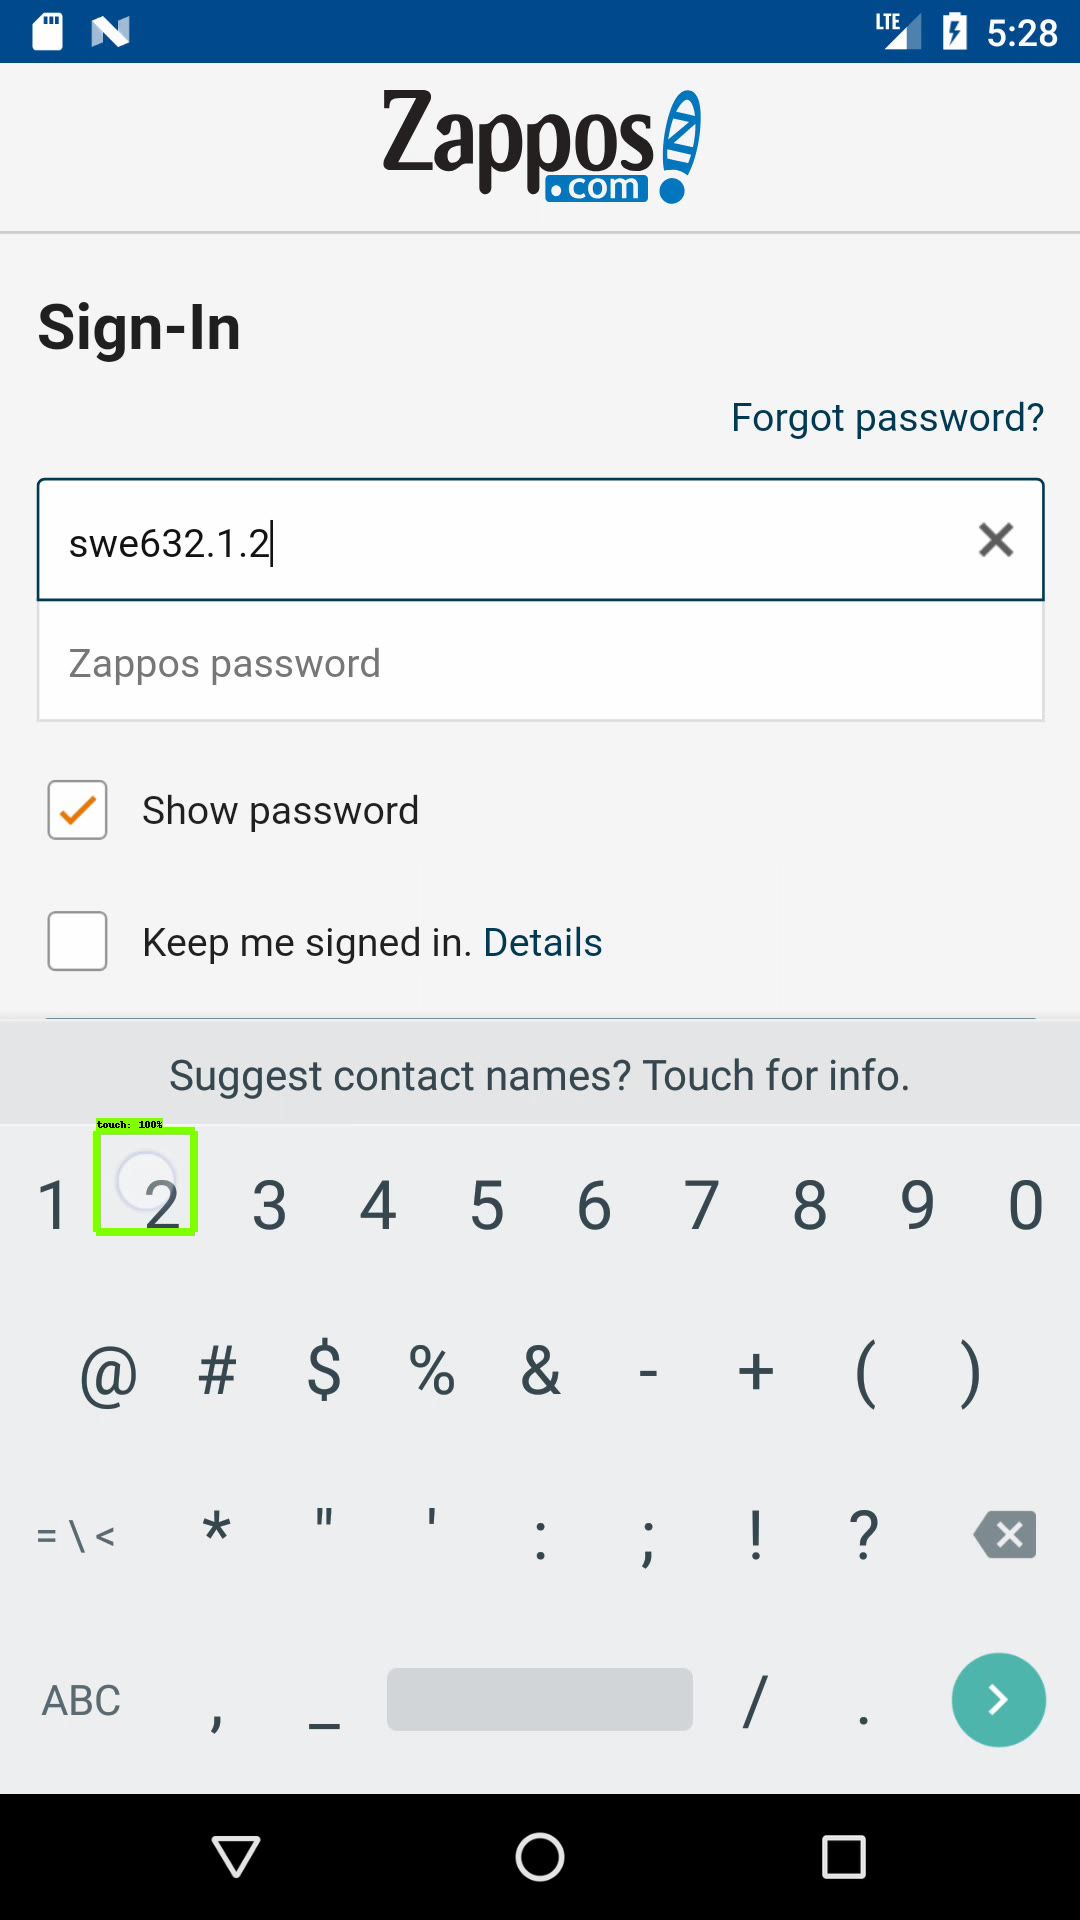 LTE 5:28
Zappos
.com
Sign-In
Forgot password?
swe632.1.2
Zappos password
Show password
Keep me signed in. Details
Suggest contact names? Touch for info.
touch: 100%
1 2 3 4 5 6 7 8 9 0
@ # $ % & - + ( )
= \ < * " ' : ; ! ?
ABC , _ / .